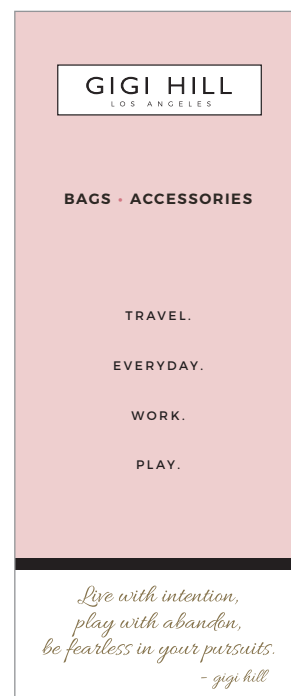 GIGI HILL
LOS ANGELES
BAGS • ACCESSORIES
TRAVEL.
EVERYDAY.
WORK.
PLAY.
Live with intention,
play with abandon,
be fearless in your pursuits.
- gigi hill